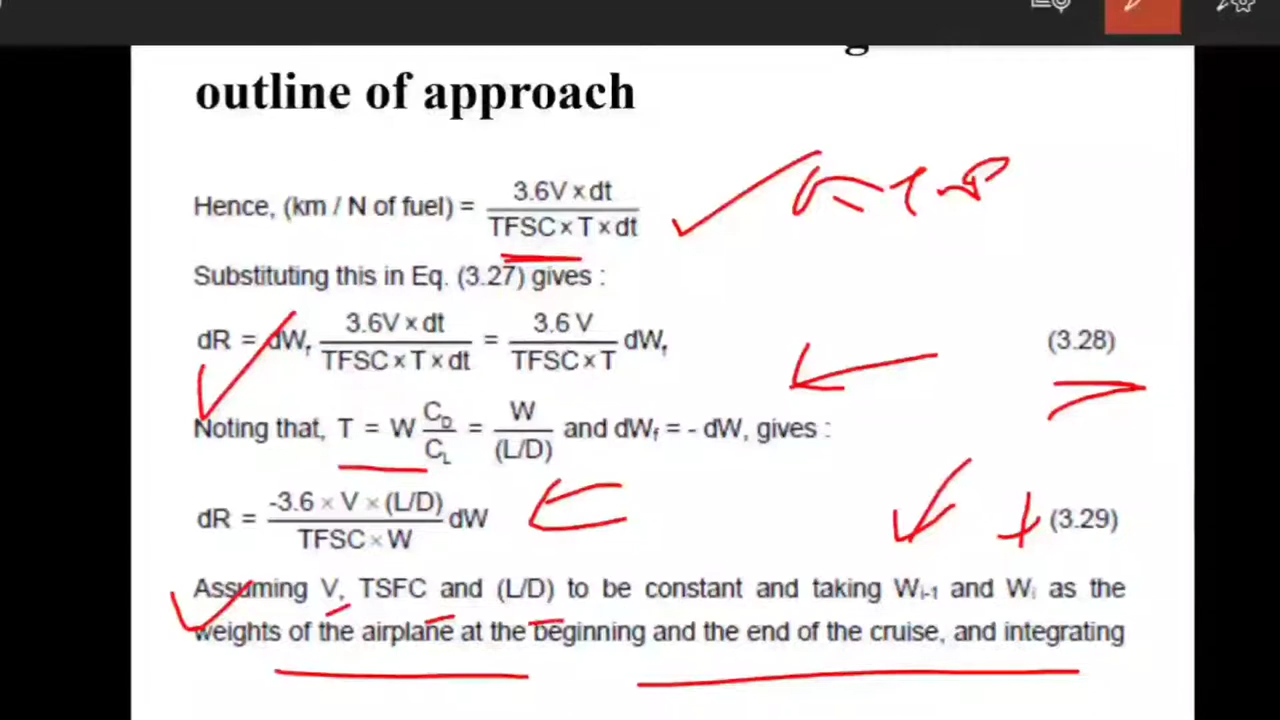 outline of approach
Hence, (km / N of fuel) = 3.6V × dt / TFSC × T × dt
Substituting this in Eq. (3.27) gives :
dR = dWf 3.6V × dt / TFSC × T × dt = 3.6 V / TFSC × T dWf (3.28)
Noting that, T = W CD / CL = W / (L/D) and dWf = - dW, gives :
dR = -3.6 × V × (L/D) / TFSC × W dW (3.29)
Assuming V, TSFC and (L/D) to be constant and taking Wi-1 and Wi as the
weights of the airplane at the beginning and the end of the cruise, and integrating